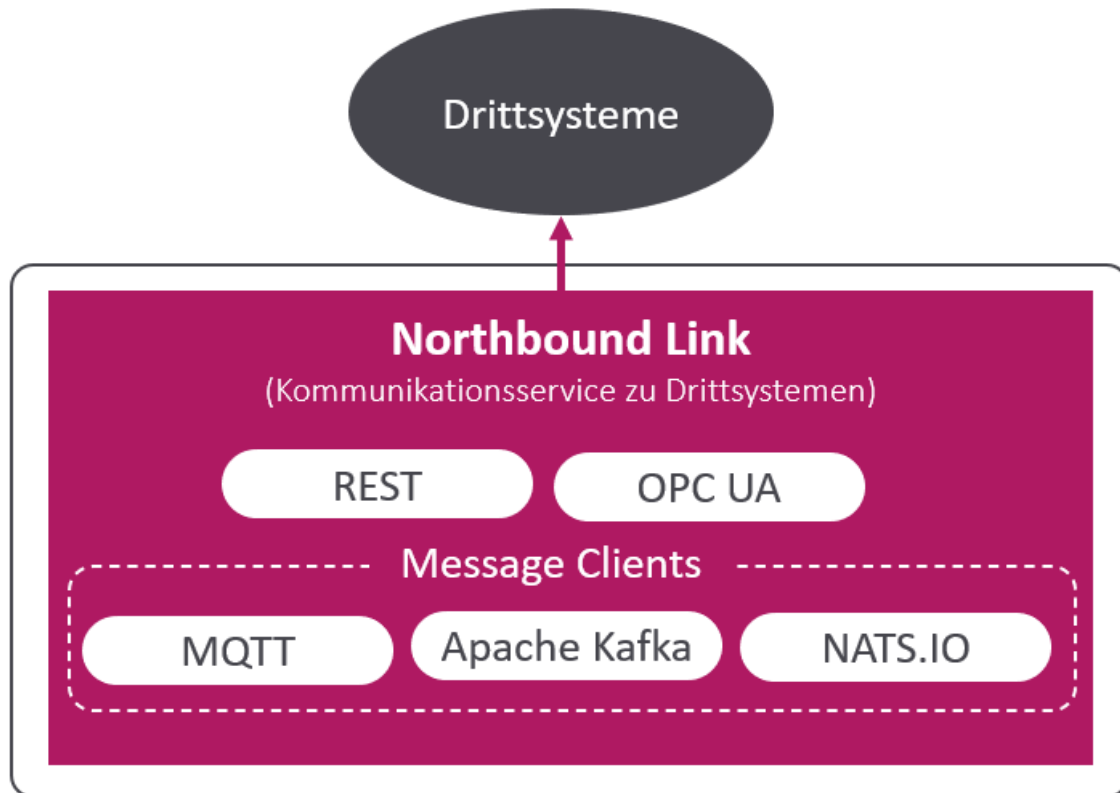 Drittsysteme
Northbound Link
(Kommunikationsservice zu Drittsystemen)
REST
OPC UA
Message Clients
MQTT
Apache Kafka
NATS.IO